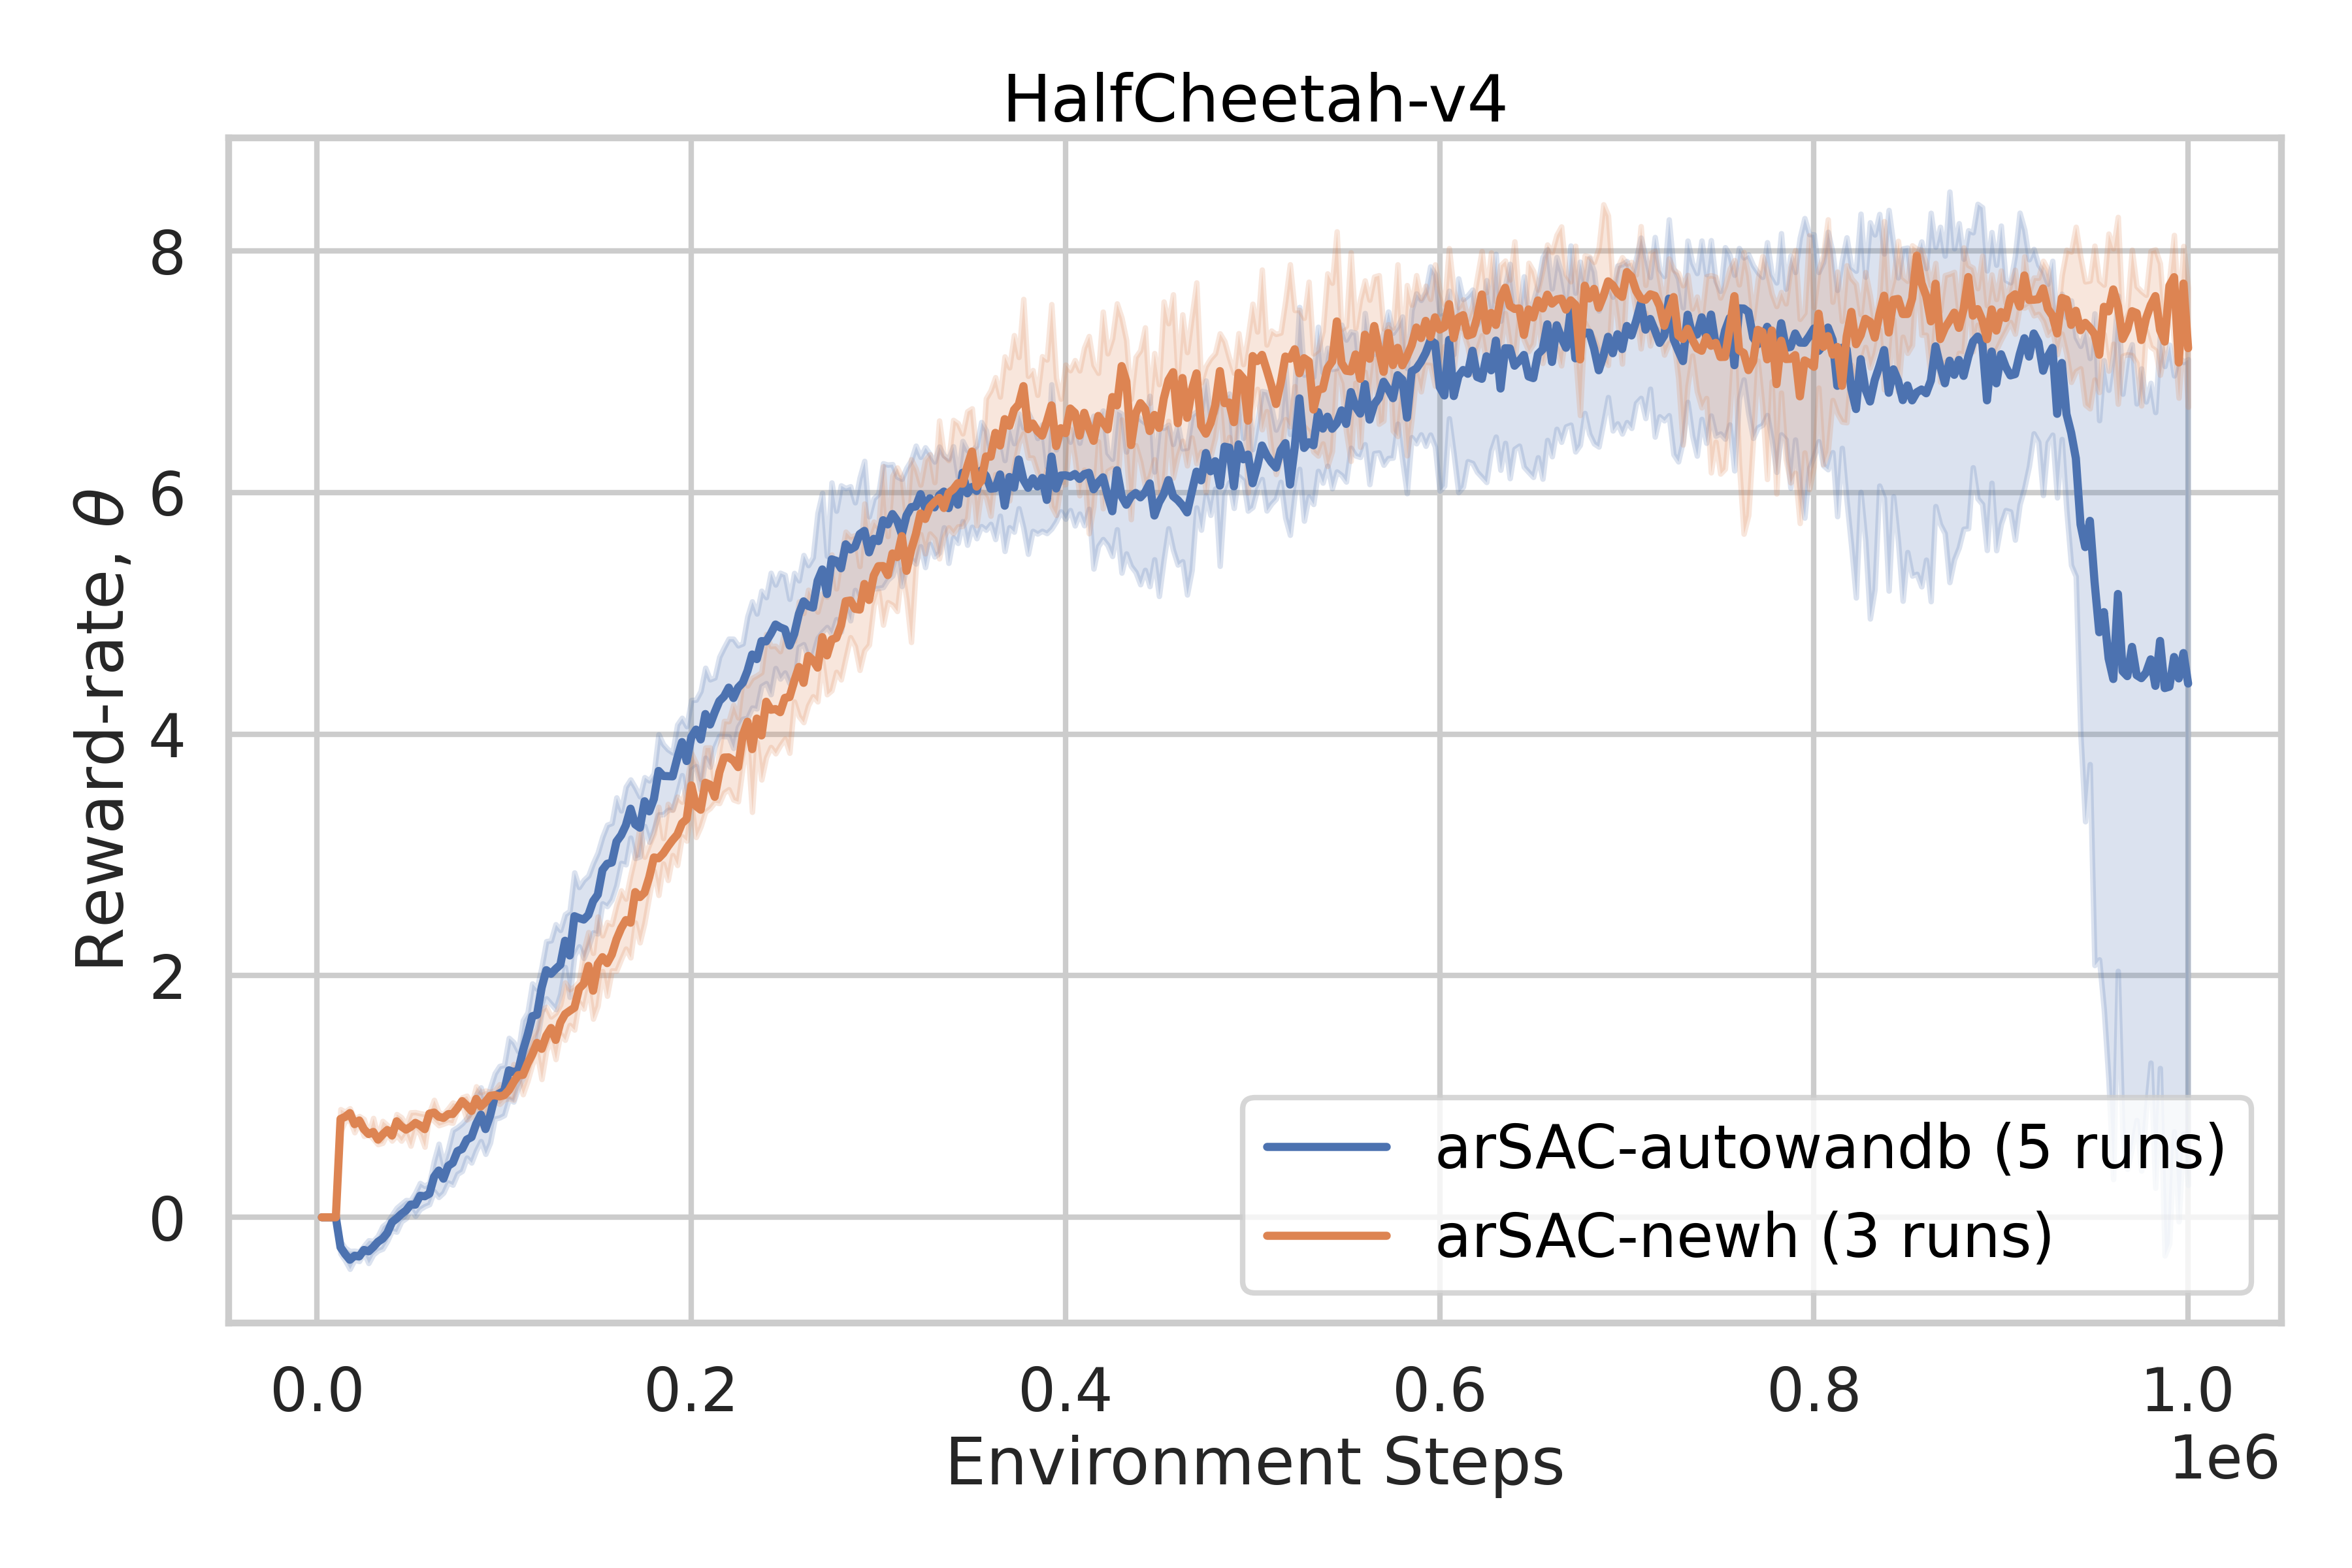 HalfCheetah-v4
Reward-rate, θ
8
6
4
2
0
arSAC-autowandb (5 runs)
arSAC-newh (3 runs)
0.0 0.2 0.4 0.6 0.8 1.0
Environment Steps
1e6